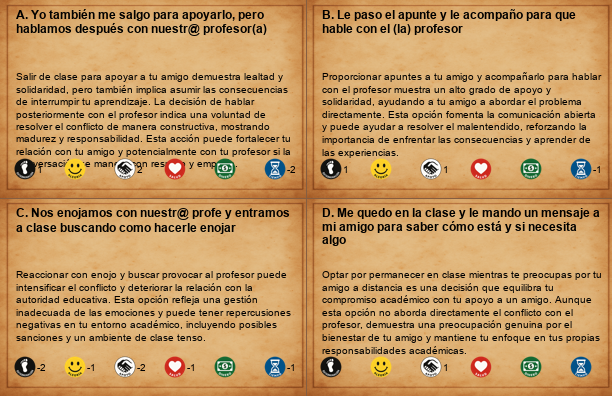 A. Yo también me salgo para apoyarlo, pero
hablamos después con nuestr@ profesor(a)
Salir de clase para apoyar a tu amigo demuestra lealtad y
solidaridad, pero también implica asumir las consecuencias
de interrumpir tu aprendizaje. La decisión de hablar
posteriormente con el profesor indica una voluntad de
resolver el conflicto de manera constructiva, mostrando
madurez y responsabilidad. Esta acción puede fortalecer tu
relación con tu amigo y potencialmente con tu profesor si la
1 2 -2
B. Le paso el apunte y le acompaño para que
hable con el (la) profesor
Proporcionar apuntes a tu amigo y acompañarlo para hablar
con el profesor muestra un alto grado de apoyo y
solidaridad, ayudando a tu amigo a abordar el problema
directamente. Esta opción fomenta la comunicación abierta
y puede ayudar a resolver el malentendido, reforzando la
importancia de enfrentar las consecuencias y aprender de
las experiencias.
1 1 -1
C. Nos enojamos con nuestr@ profe y entramos
a clase buscando como hacerle enojar
Reaccionar con enojo y buscar provocar al profesor puede
intensificar el conflicto y deteriorar la relación con la
autoridad educativa. Esta opción refleja una gestión
inadecuada de las emociones y puede tener repercusiones
negativas en tu entorno académico, incluyendo posibles
sanciones y un ambiente de clase tenso.
-2 -1 -2 -1 -1
D. Me quedo en la clase y le mando un mensaje a
mi amigo para saber cómo está y si necesita
algo
Optar por permanecer en clase mientras te preocupas por tu
amigo a distancia es una decisión que equilibra tu
compromiso académico con tu apoyo a un amigo. Aunque
esta opción no aborda directamente el conflicto con el
profesor, demuestra una preocupación genuina por el
bienestar de tu amigo y mantiene tu enfoque en tus propias
responsabilidades académicas.
1